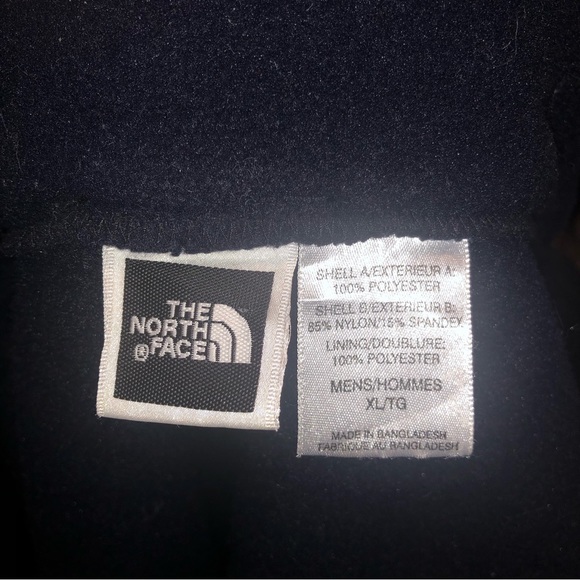 THE
NORTH
® FACE
SHELL A/EXTERIEUR A:
100% POLYESTER
SHELL B/EXTERIEUR B:
85% NYLON/15% SPANDEX
LINING/DOUBLURE:
100% POLYESTER
MENS/HOMMES
XL/TG
MADE IN BANGLADESH
FABRIQUE AU BANGLADESH